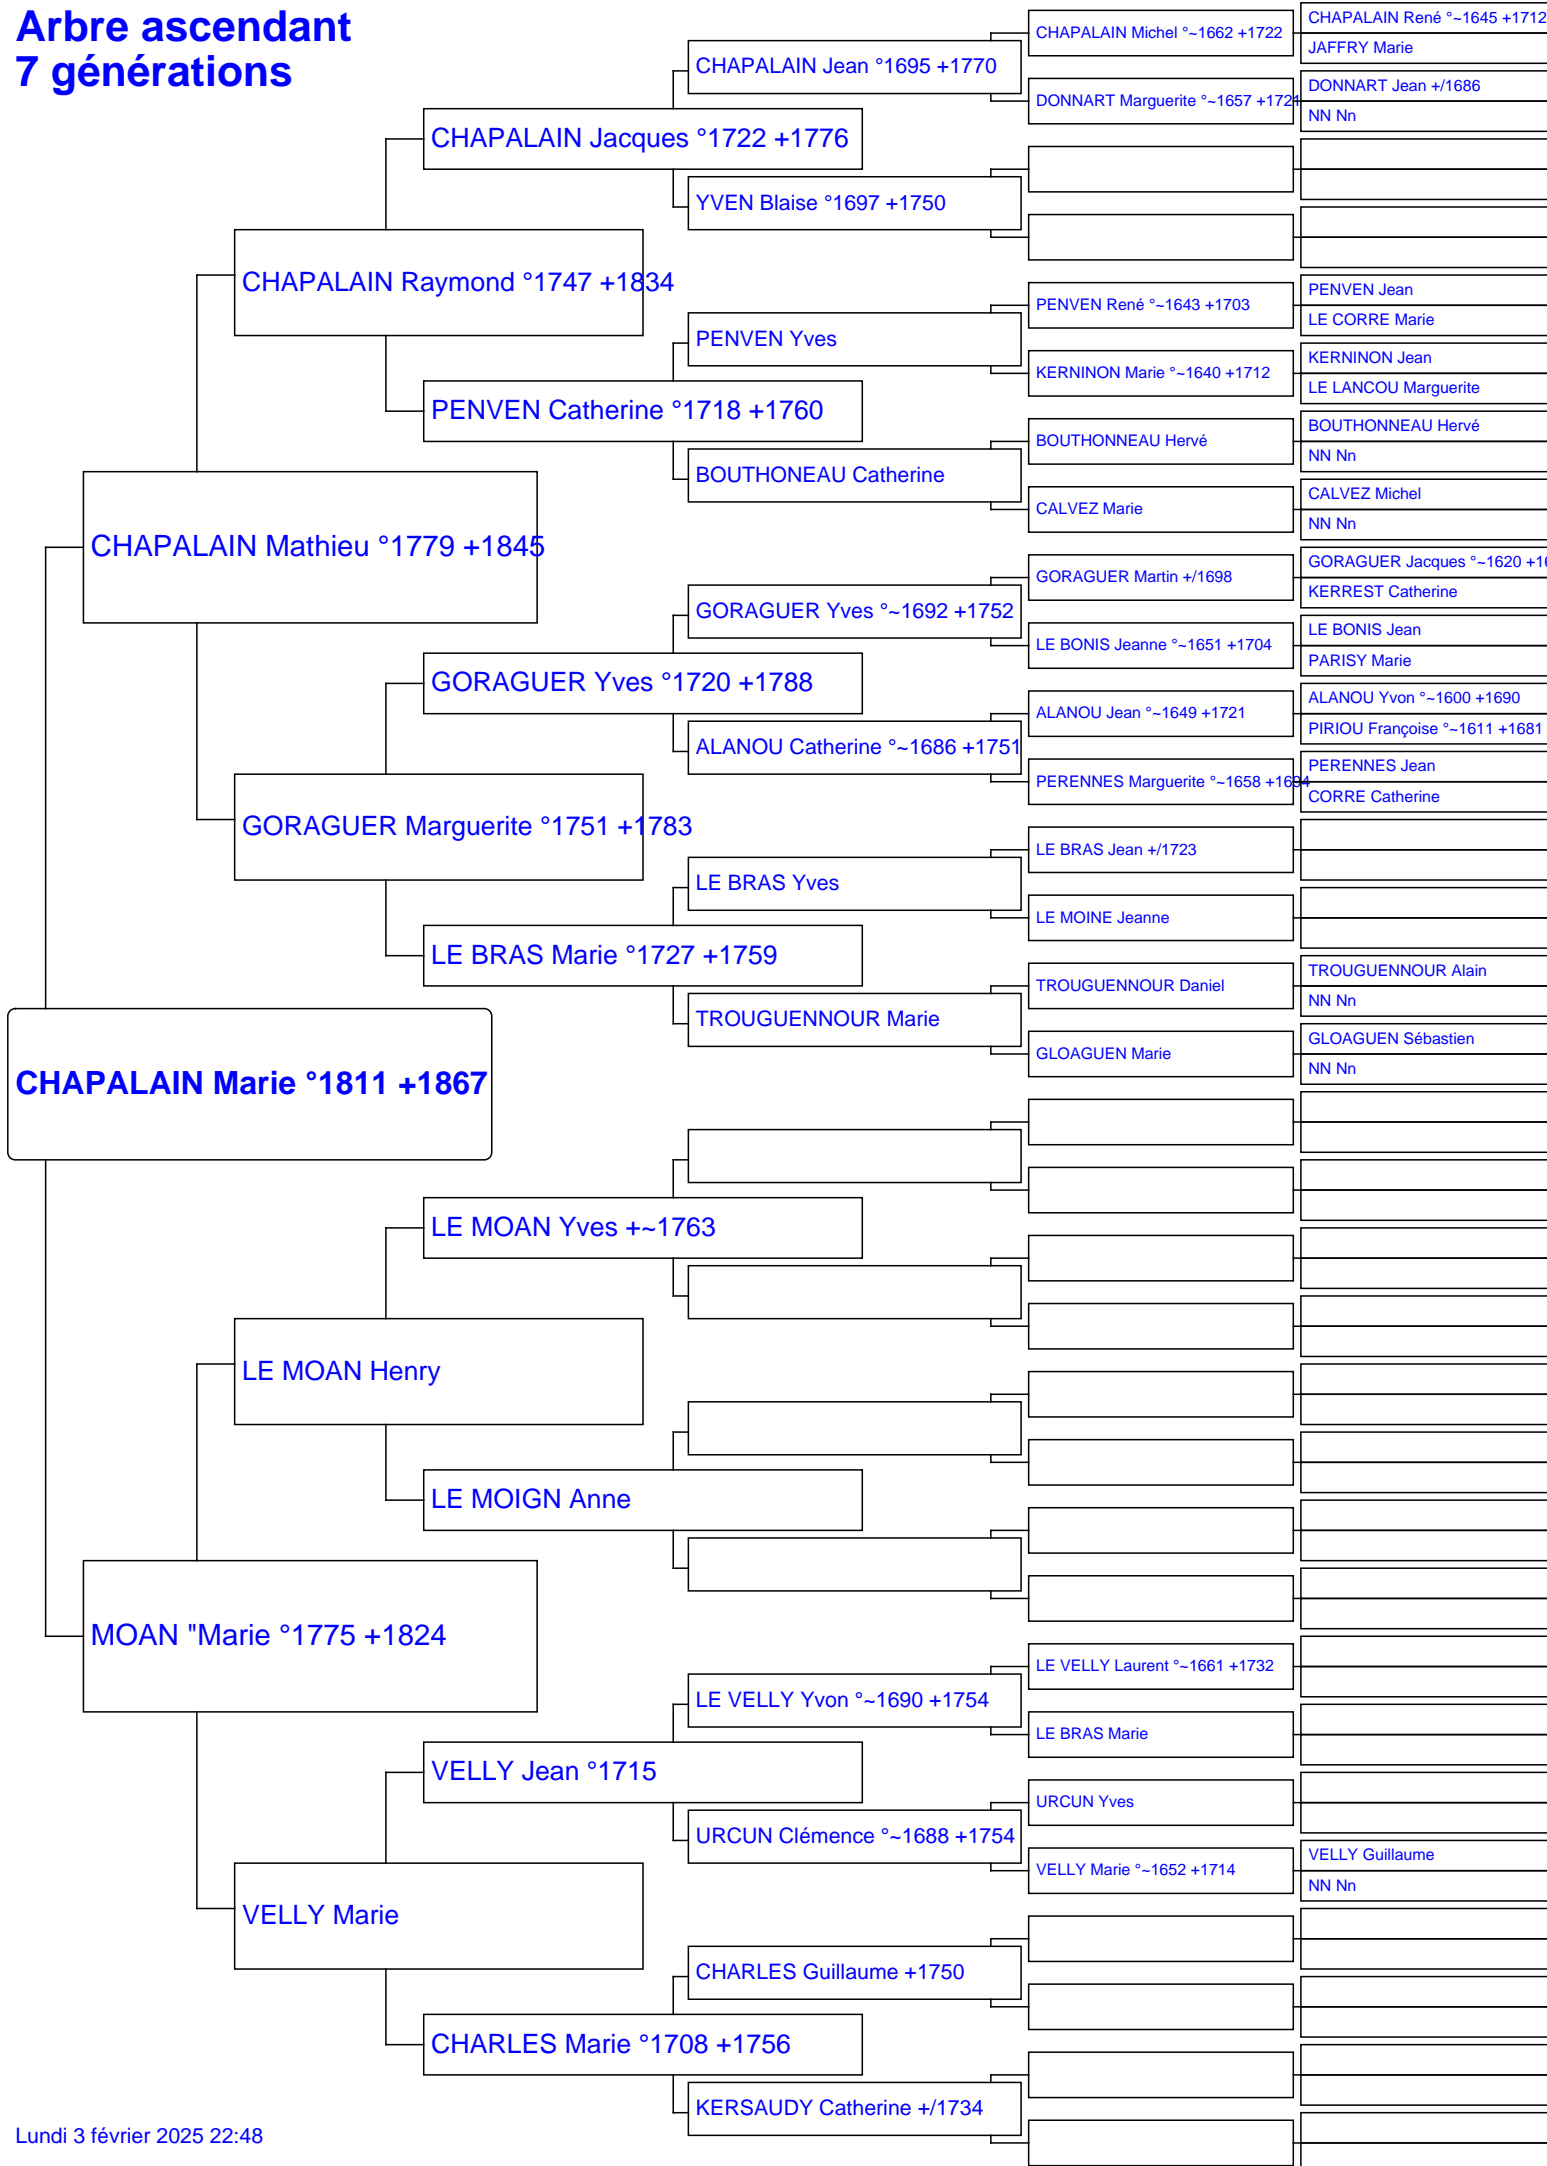 Arbre ascendant
7 générations
CHAPALAIN Marie °1811 +1867
CHAPALAIN Mathieu °1779 +1845
MOAN "Marie °1775 +1824
CHAPALAIN Raymond °1747 +1834
GORAGUER Marguerite °1751 +1783
LE MOAN Henry
VELLY Marie
CHAPALAIN Jacques °1722 +1776
PENVEN Catherine °1718 +1760
GORAGUER Yves °1720 +1788
LE BRAS Marie °1727 +1759
LE MOAN Yves +~1763
LE MOIGN Anne
VELLY Jean °1715
CHARLES Marie °1708 +1756
CHAPALAIN Jean °1695 +1770
YVEN Blaise °1697 +1750
PENVEN Yves
BOUTHONEAU Catherine
GORAGUER Yves °~1692 +1752
ALANOU Catherine °~1686 +1751
LE BRAS Yves
TROUGUENNOUR Marie
LE VELLY Yvon °~1690 +1754
URCUN Clémence °~1688 +1754
CHARLES Guillaume +1750
KERSAUDY Catherine +/1734
CHAPALAIN Michel °~1662 +1722
DONNART Marguerite °~1657 +1721
PENVEN René °~1643 +1703
KERNINON Marie °~1640 +1712
BOUTHONNEAU Hervé
CALVEZ Marie
GORAGUER Martin +/1698
LE BONIS Jeanne °~1651 +1704
ALANOU Jean °~1649 +1721
PERENNES Marguerite °~1658 +1694
LE BRAS Jean +/1723
LE MOINE Jeanne
TROUGUENNOUR Daniel
GLOAGUEN Marie
LE VELLY Laurent °~1661 +1732
LE BRAS Marie
URCUN Yves
VELLY Marie °~1652 +1714
CHAPALAIN René °~1645 +1712
JAFFRY Marie
DONNART Jean +/1686
NN Nn
PENVEN Jean
LE CORRE Marie
KERNINON Jean
LE LANCOU Marguerite
BOUTHONNEAU Hervé
NN Nn
CALVEZ Michel
NN Nn
GORAGUER Jacques °~1620
KERREST Catherine
LE BONIS Jean
PARISY Marie
ALANOU Yvon °~1600 +1690
PIRIOU Françoise °~1611 +1681
PERENNES Jean
CORRE Catherine
TROUGUENNOUR Alain
NN Nn
GLOAGUEN Sébastien
NN Nn
VELLY Guillaume
NN Nn
Lundi 3 février 2025 22:48